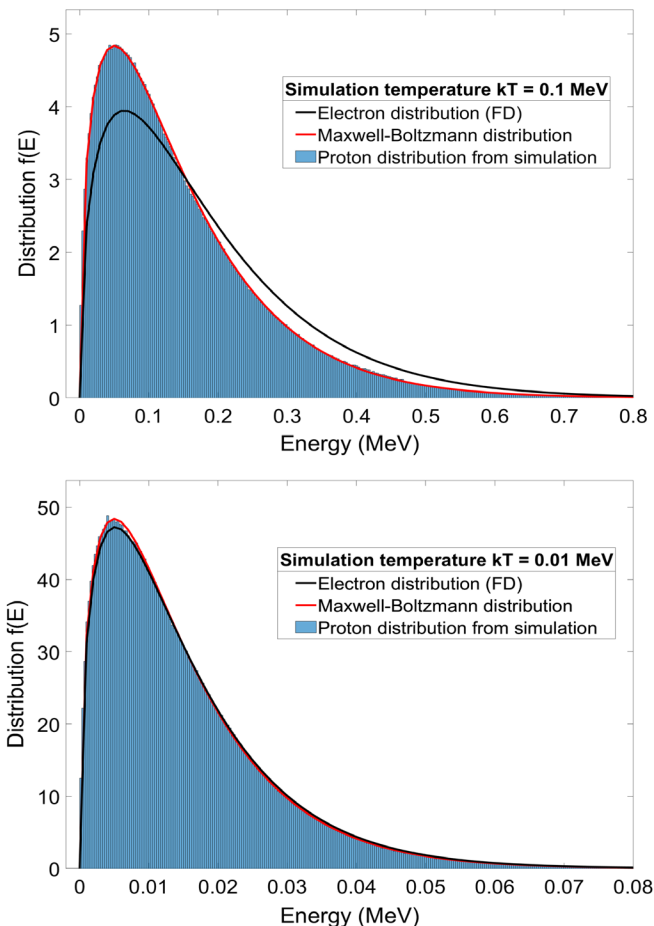 5
4
3
2
1
0
Distribution f(E)
Simulation temperature kT = 0.1 MeV
Electron distribution (FD)
Maxwell-Boltzmann distribution
Proton distribution from simulation
0 0.1 0.2 0.3 0.4 0.5 0.6 0.7 0.8
Energy (MeV)
50
40
30
20
10
0
Distribution f(E)
Simulation temperature kT = 0.01 MeV
Electron distribution (FD)
Maxwell-Boltzmann distribution
Proton distribution from simulation
0 0.01 0.02 0.03 0.04 0.05 0.06 0.07 0.08
Energy (MeV)